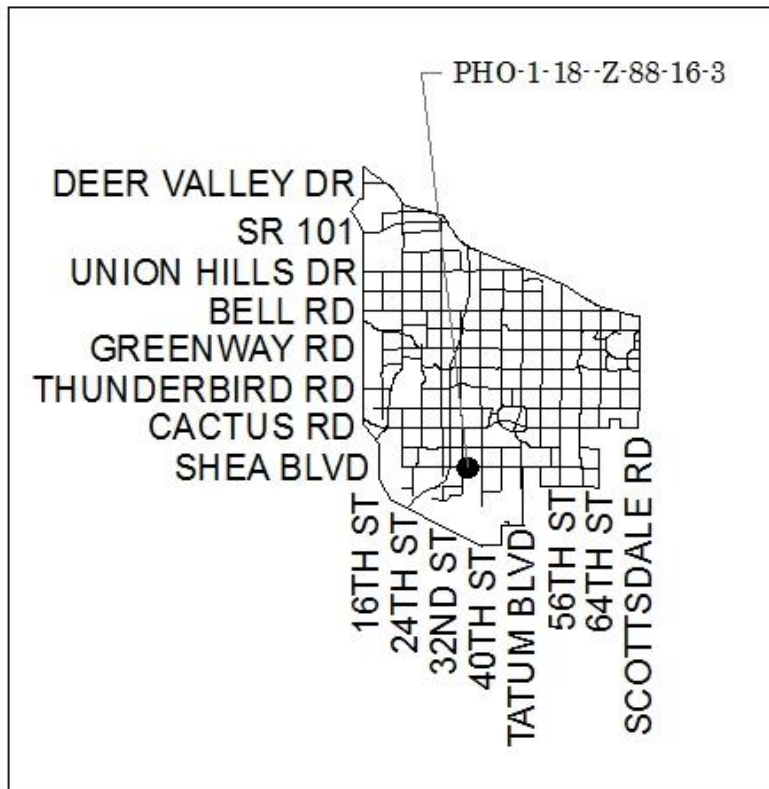 PHO-1-18--Z-88-16-3
DEER VALLEY DR
SR 101
UNION HILLS DR
BELL RD
GREENWAY RD
THUNDERBIRD RD
CACTUS RD
SHEA BLVD
16TH ST
24TH ST
32ND ST
40TH ST
TATUM BLVD
56TH ST
64TH ST
SCOTTSDALE RD